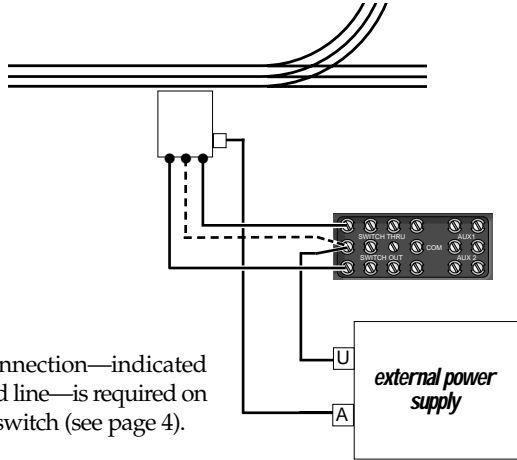 SWITCH THRU
AUX1
COM
SWITCH OUT
AUX 2
onnection—indicated
d line—is required on
switch (see page 4).
U
external power
supply
A